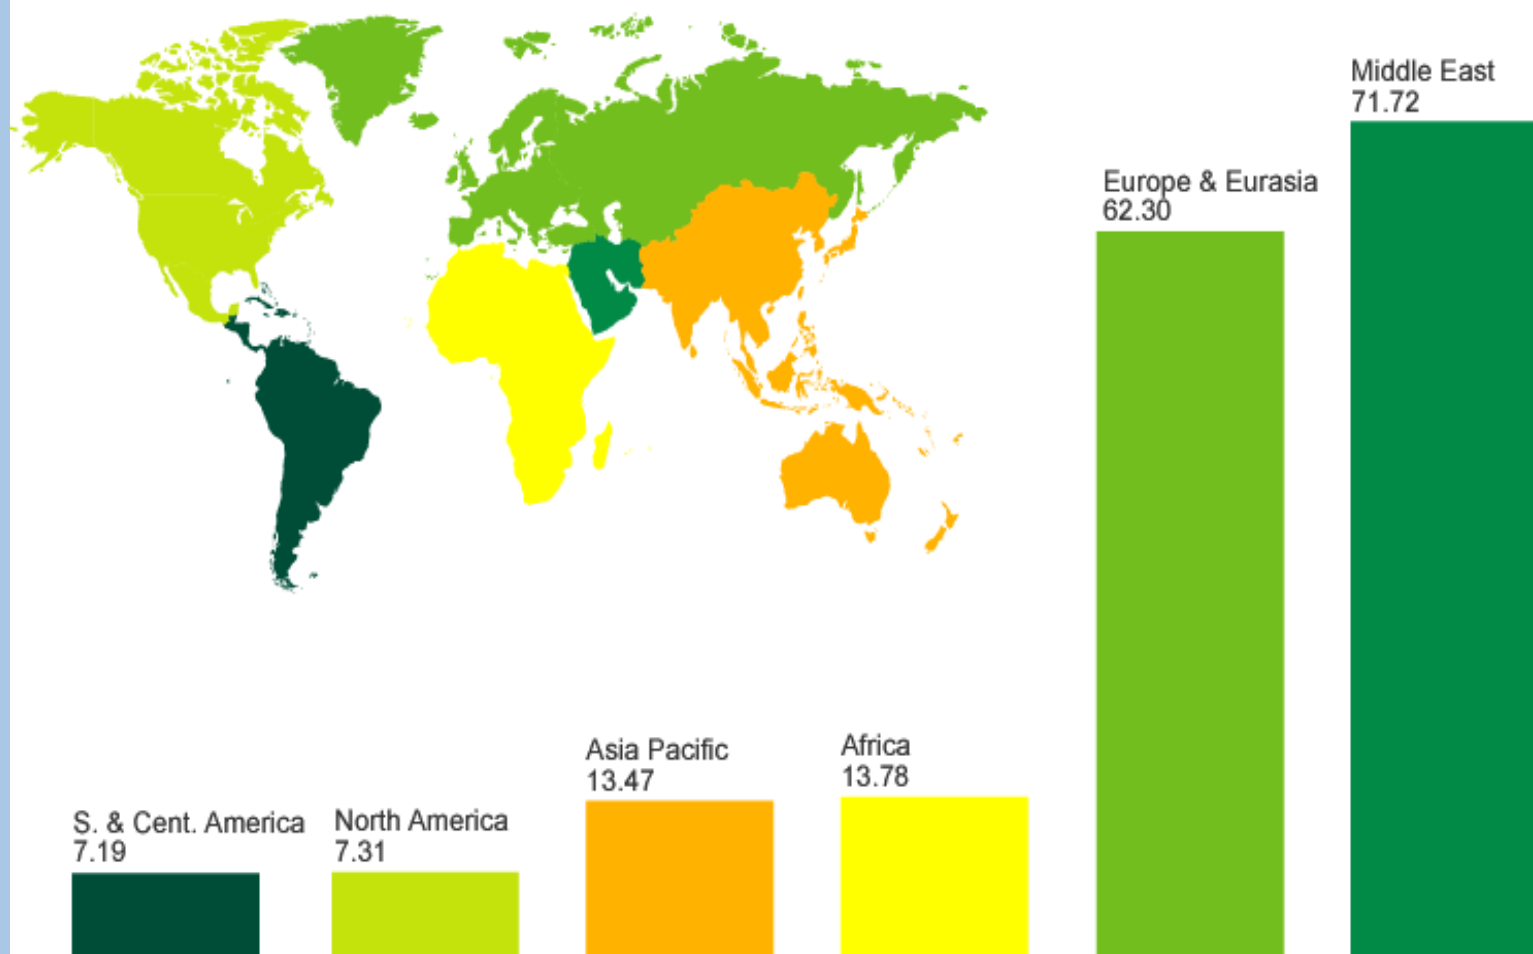 Middle East
71.72
Europe & Eurasia
62.30
Asia Pacific
13.47
Africa
13.78
S. & Cent. America
7.19
North America
7.31